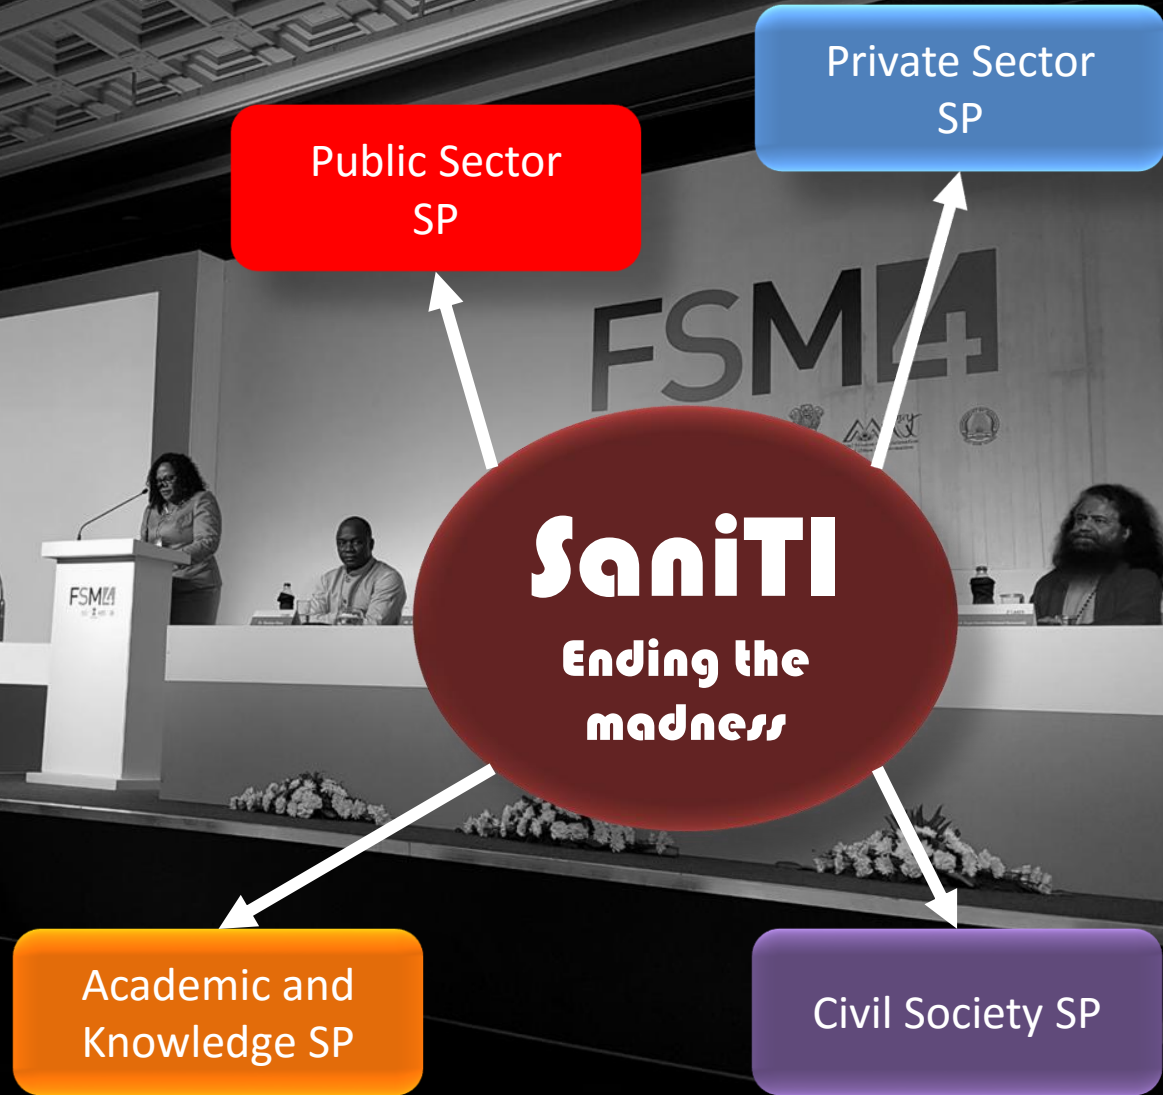 Private Sector
SP
Public Sector
SP
FSM4
FSM4
SaniTI
Ending the
madness
Academic and
Knowledge SP
Civil Society SP